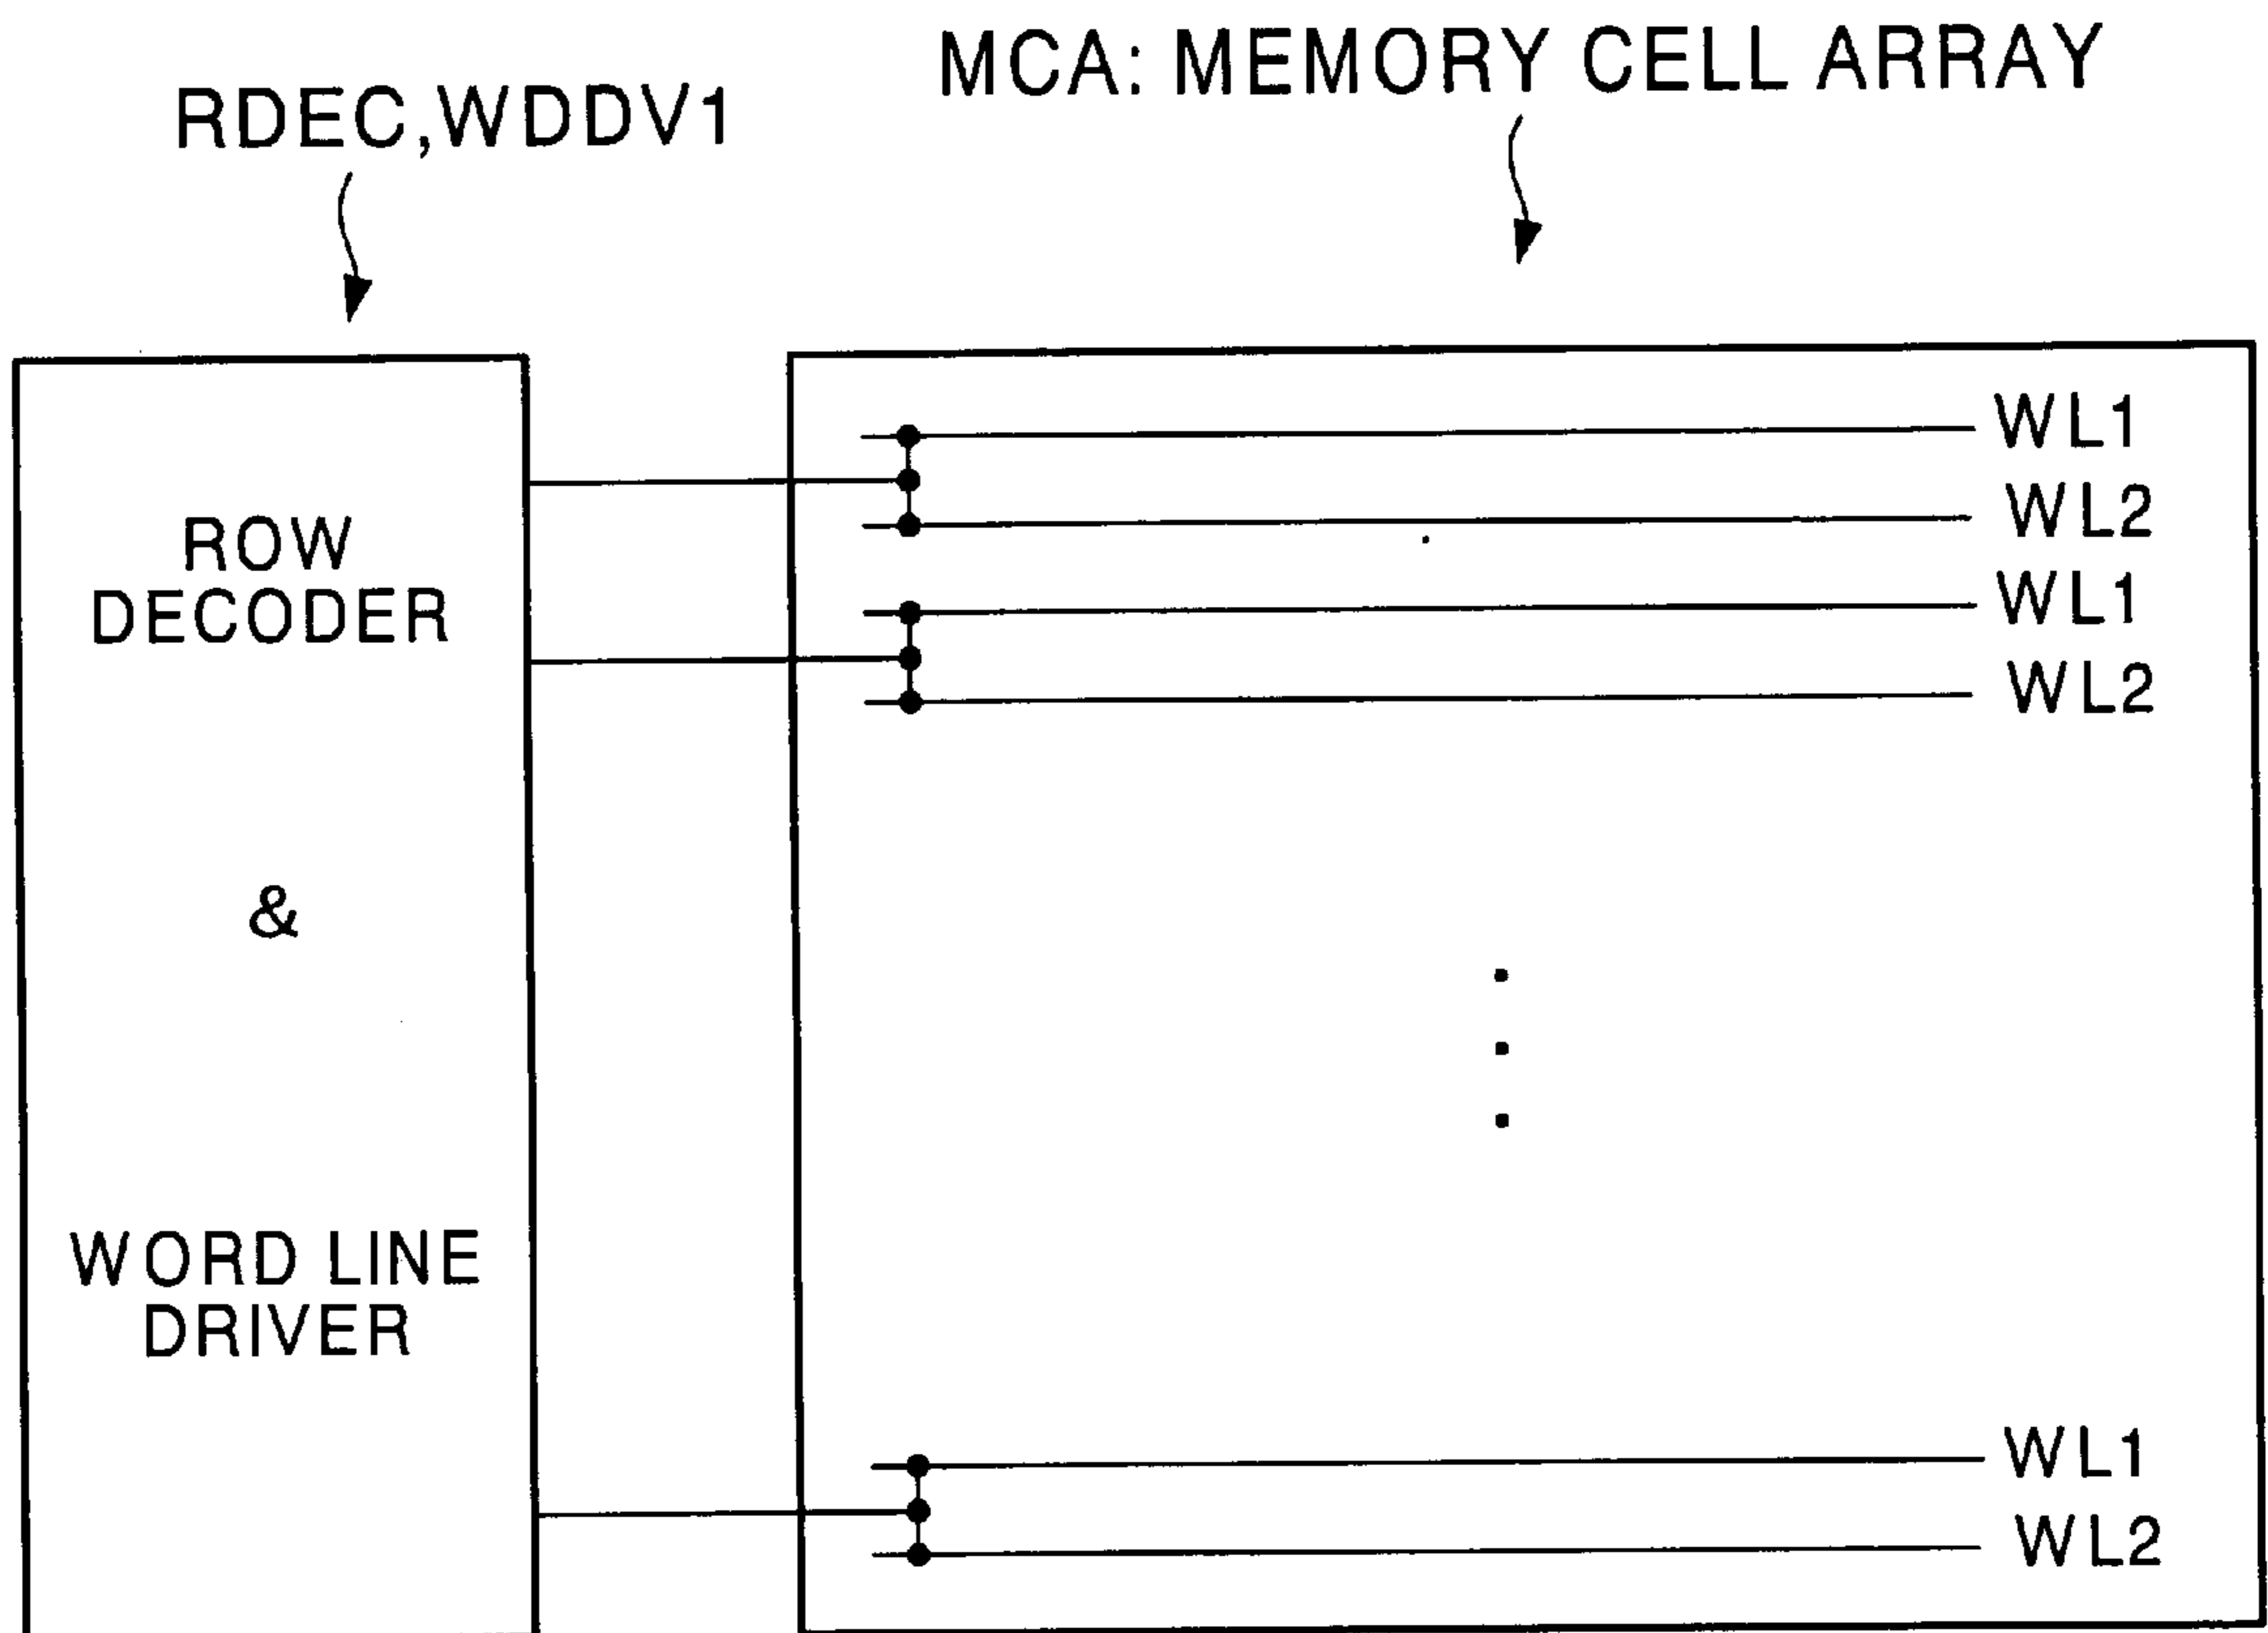 MCA: MEMORY CELL ARRAY
RDEC,WDDV1
ROW
DECODER
&
WORD LINE
DRIVER
WL1
WL2
WL1
WL2
WL1
WL2